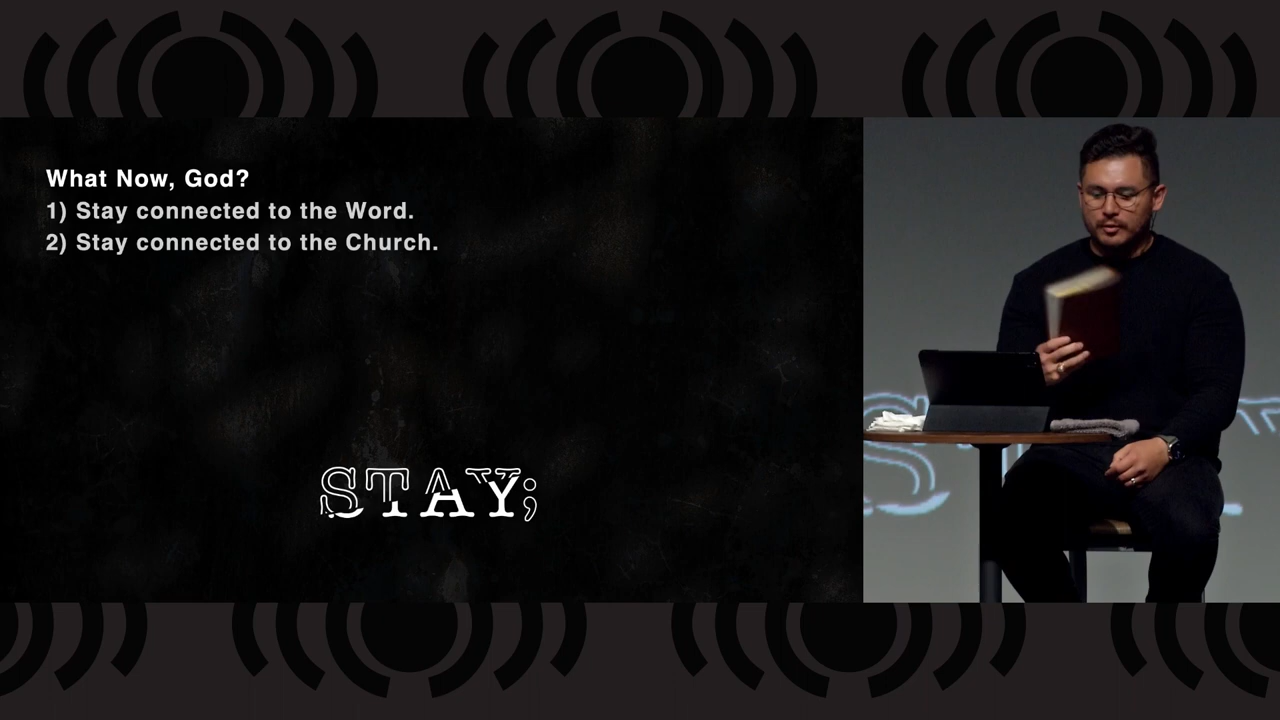 What Now, God?
1) Stay connected to the Word.
2) Stay connected to the Church.
STAY;